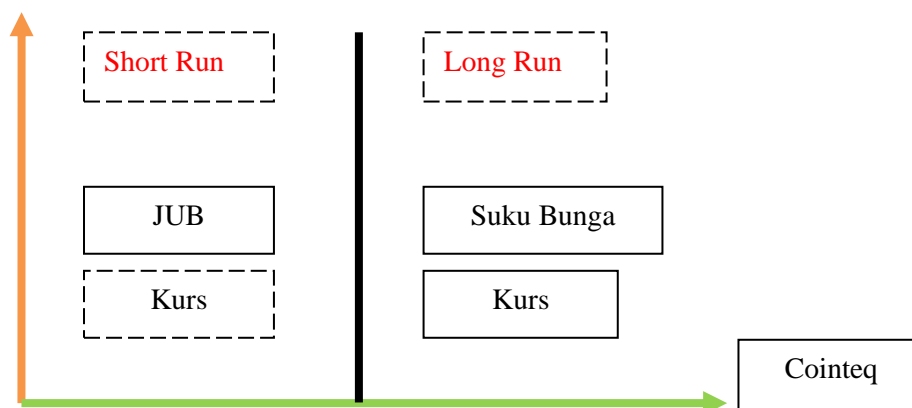 Short Run
Long Run
JUB
Suku Bunga
Kurs
Kurs
Cointeq